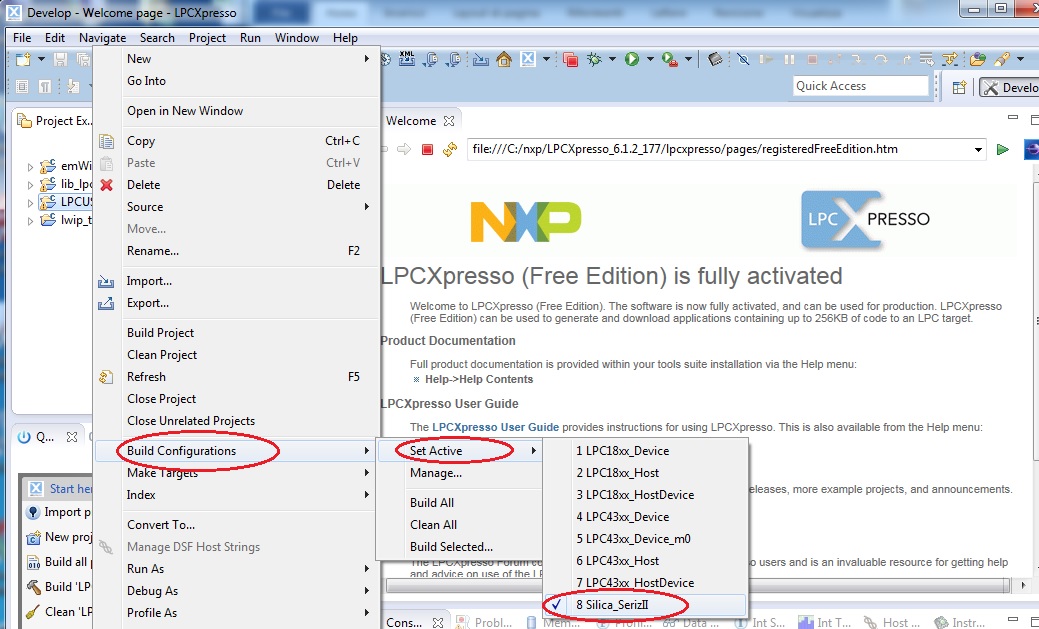 Develop - Welcome page - LPCXpresso
File Edit Navigate Search Project Run Window Help
Quick Access
Develo
Project Ex...
emWi
lib_lpc
LPCUS
lwip_t
New
Go Into
Open in New Window
Copy Ctrl+C
Paste Ctrl+V
Delete Delete
Source
Move...
Rename... F2
Import...
Export...
Build Project
Clean Project
Refresh F5
Close Project
Close Unrelated Projects
Build Configurations
Make Targets
Index
Convert To...
Manage DSF Host Strings
Run As
Debug As
Profile As
Set Active
Manage...
Build All
Clean All
Build Selected...
1 LPC18xx_Device
2 LPC18xx_Host
3 LPC18xx_HostDevice
4 LPC43xx_Device
5 LPC43xx_Device_m0
6 LPC43xx_Host
7 LPC43xx_HostDevice
8 Silica_SerizII
Welcome
file:///C:/nxp/LPCXpresso_6.1.2_177/lpcxpresso/pages/registeredFreeEdition.htm
NXP
LPC XPRESSO
LPCXpresso (Free Edition) is fully activated
Welcome to LPCXpresso (Free Edition). The software is now fully activated, and can be used for production. LPCXpresso
(Free Edition) can be used to generate and download applications containing up to 256KB of code to an LPC target.
Product Documentation
Full product documentation is provided within your tools suite installation via the Help menu:
Help->Help Contents
LPCXpresso User Guide
The LPCXpresso User Guide provides instructions for using LPCXpresso. This is also available from the Help menu:
eleases, more example projects, and announcements.
o users and is an invaluable resource for getting help
and advice on use of the L
Q...
Start he
Import p
New proj
Build all p
Build 'LP
Clean 'LP
Cons... Probl... Mem... Int S... Data... Int S... Int T... Host ... Instr...